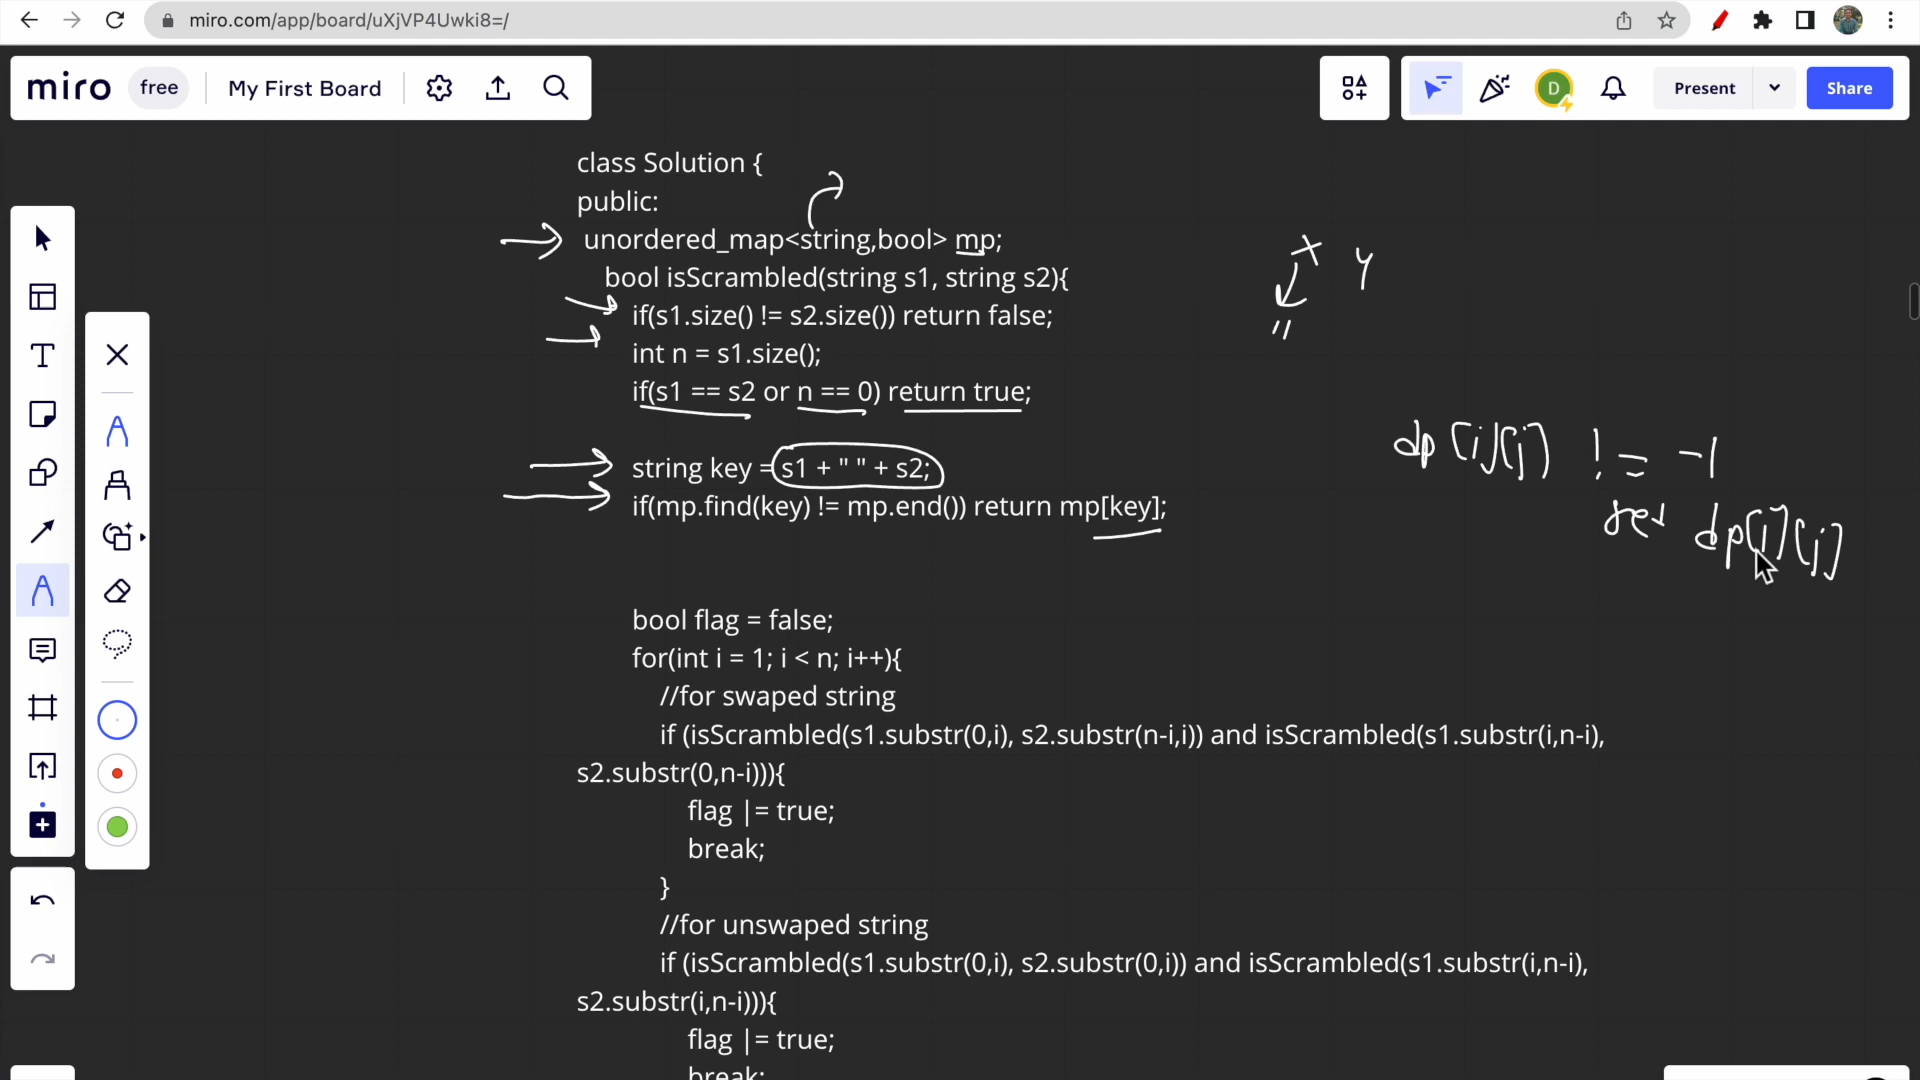 miro.com/app/board/uXjVP4Uwki8=/
miro free My First Board
D Present Share
class Solution {
public:
unordered_map<string,bool> mp;
bool isScrambled(string s1, string s2){
if(s1.size() != s2.size()) return false;
int n = s1.size();
if(s1 == s2 or n == 0) return true;
string key = s1 + " " + s2;
if(mp.find(key) != mp.end()) return mp[key];
bool flag = false;
for(int i = 1; i < n; i++){
//for swaped string
if (isScrambled(s1.substr(0,i), s2.substr(n-i,i)) and isScrambled(s1.substr(i,n-i),
s2.substr(0,n-i))){
flag |= true;
break;
}
//for unswaped string
if (isScrambled(s1.substr(0,i), s2.substr(0,i)) and isScrambled(s1.substr(i,n-i),
s2.substr(i,n-i))){
flag |= true;
break;
X Y
"
dp[i][j] != -1
ret dp[i][j]